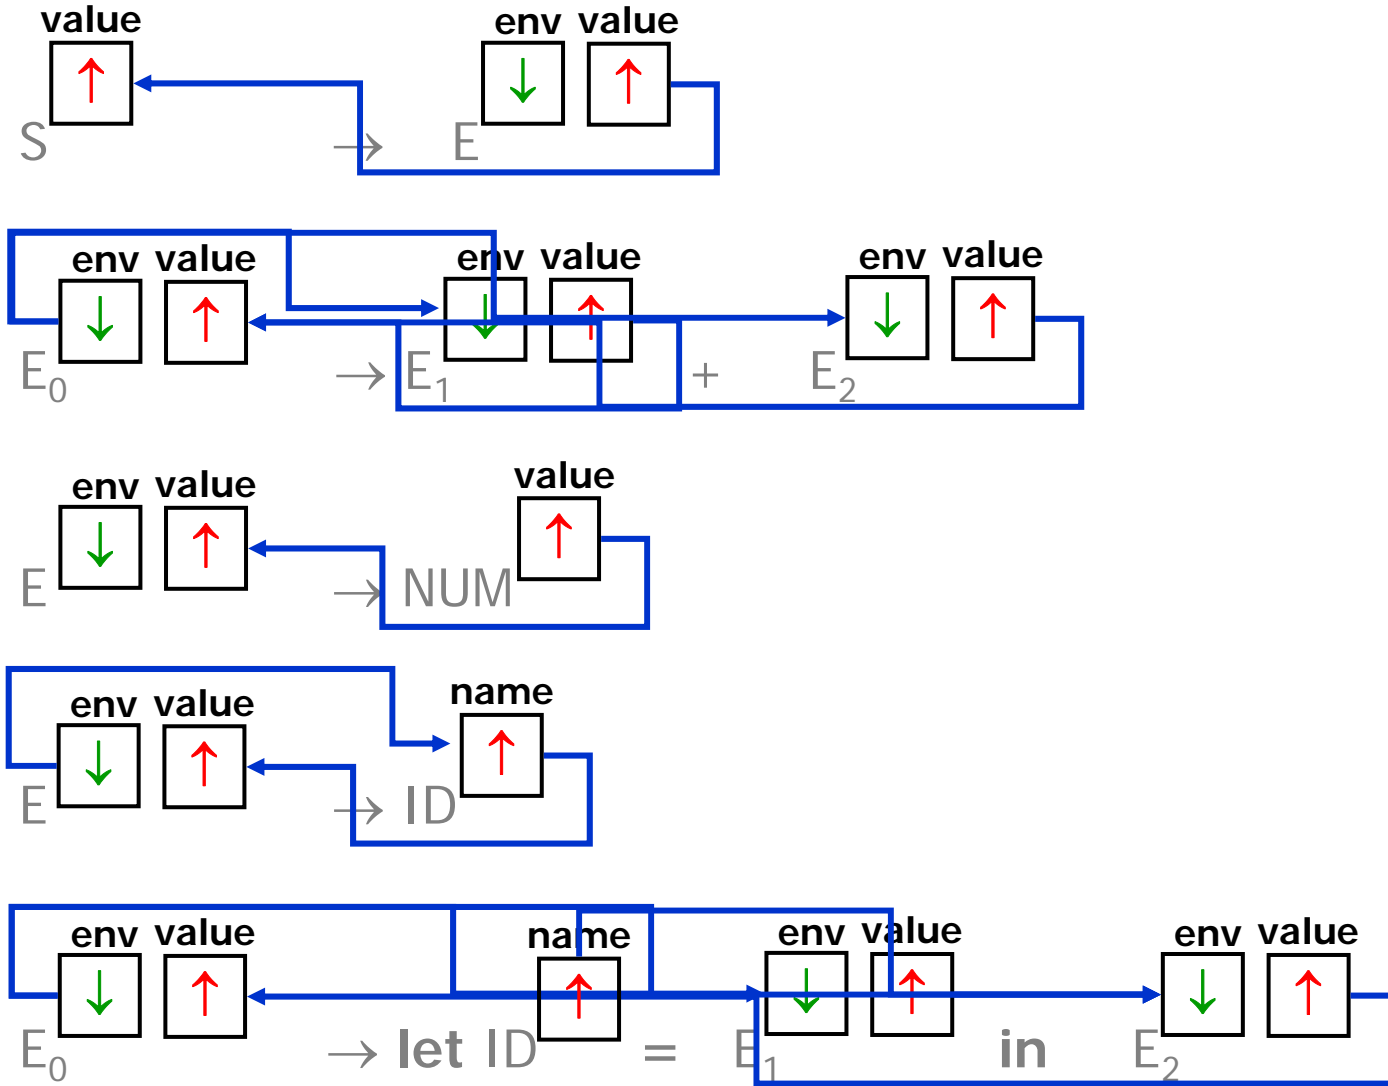 value env value
S → E
env value env value env value
E0 → E1 + E2
env value value
E → NUM
env value name
E → ID
env value name env value env value
E0 → let ID = E1 in E2